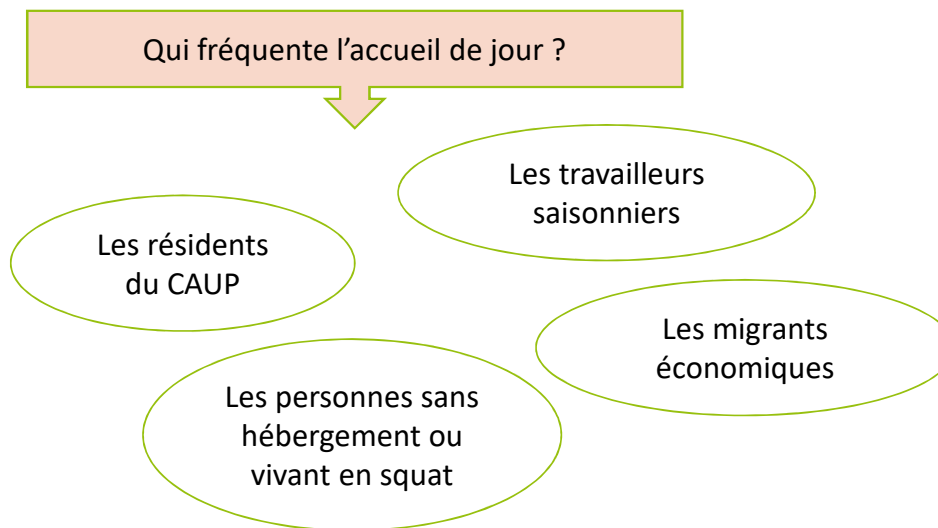 Qui fréquente l’accueil de jour ?
Les travailleurs
saisonniers
Les résidents
du CAUP
Les migrants
économiques
Les personnes sans
hébergement ou
vivant en squat